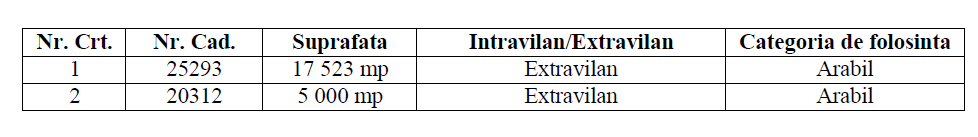 Nr. Crt. Nr. Cad. Suprafata Intravilan/Extravilan Categoria de folosinta
1 25293 17 523 mp Extravilan Arabil
2 20312 5 000 mp Extravilan Arabil